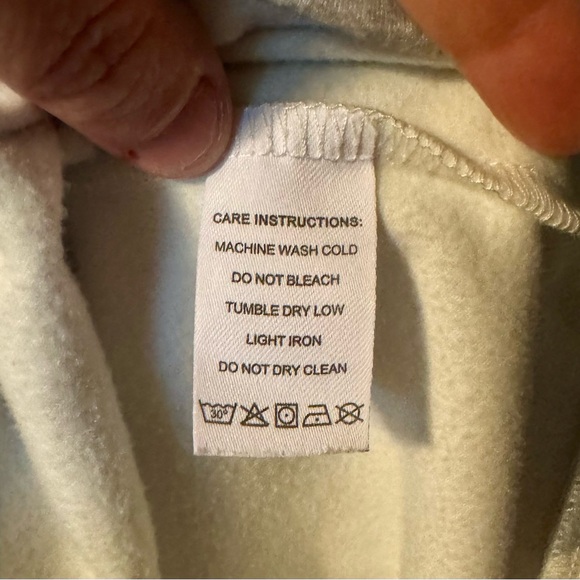 CARE INSTRUCTIONS:
MACHINE WASH COLD
DO NOT BLEACH
TUMBLE DRY LOW
LIGHT IRON
DO NOT DRY CLEAN
30°